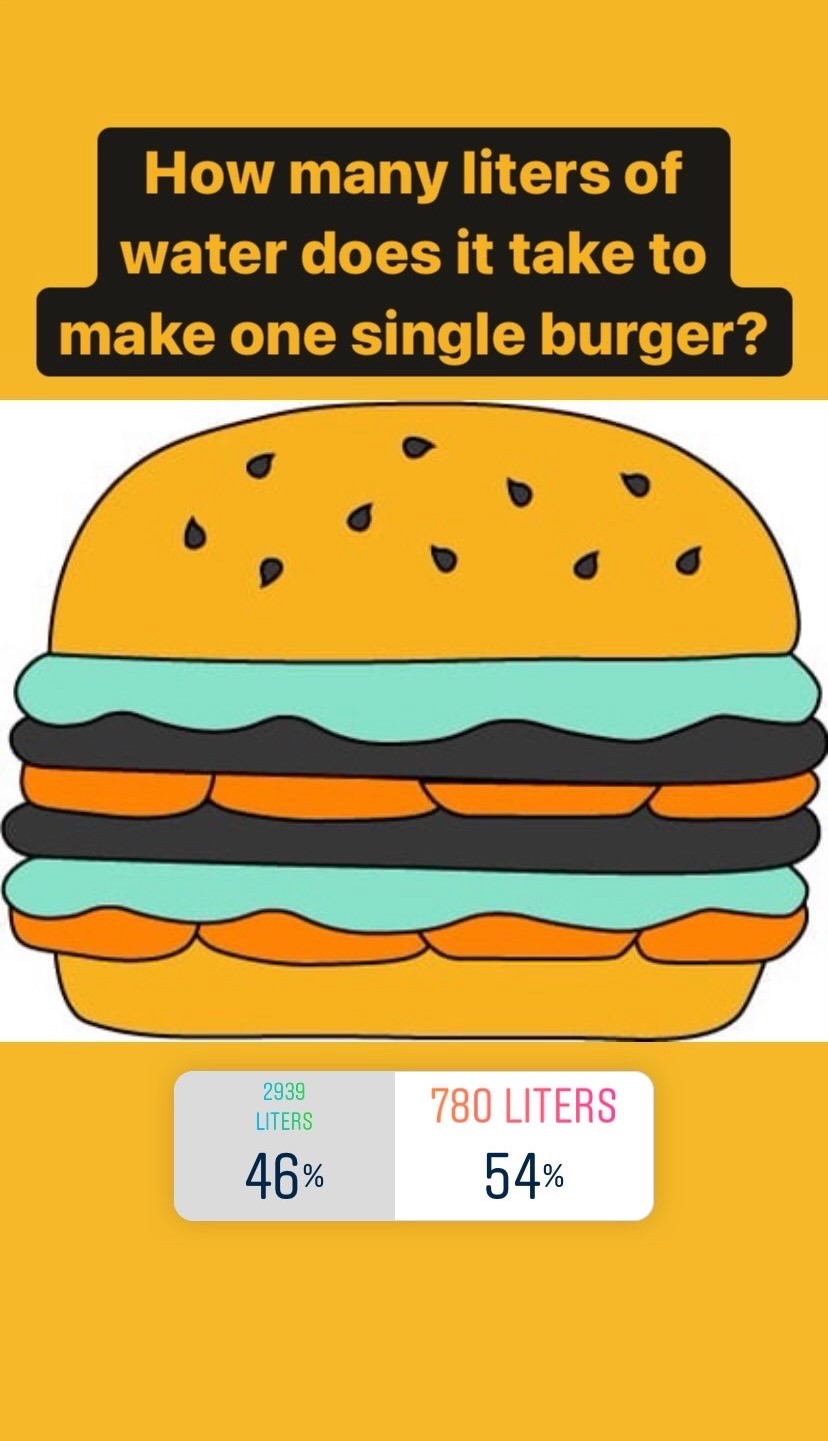 How many liters of
water does it take to
make one single burger?
2939
LITERS
780 LITERS
46%
54%